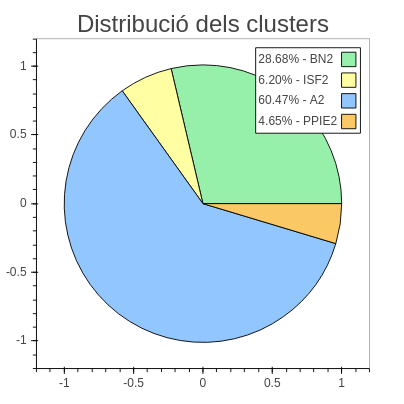 Distribució dels clusters
28.68% - BN2
6.20% - ISF2
60.47% - A2
4.65% - PPIE2
1
0.5
0
-0.5
-1
-1 -0.5 0 0.5 1